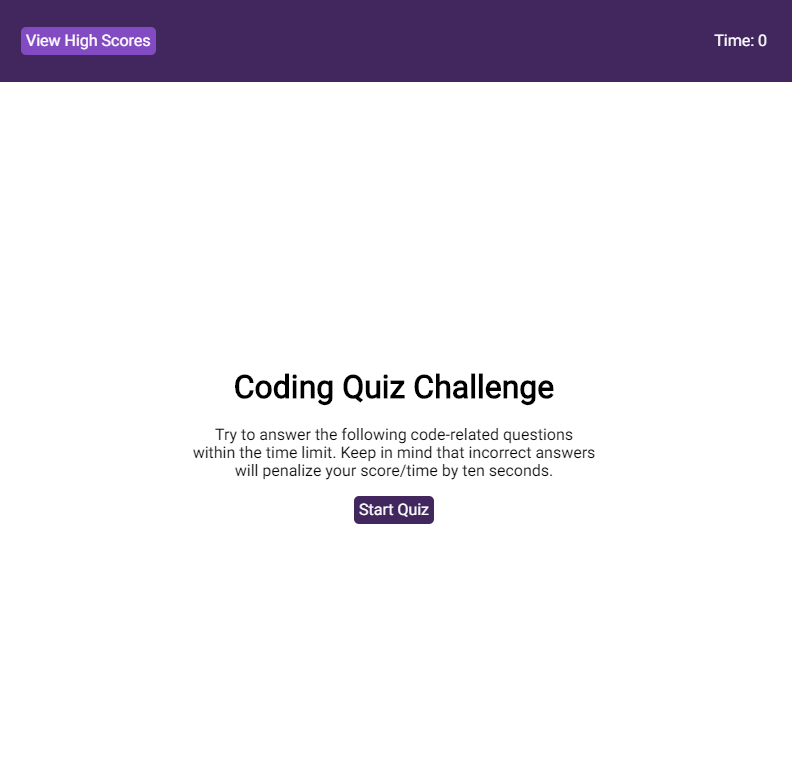 View High Scores
Time: 0
Coding Quiz Challenge
Try to answer the following code-related questions
within the time limit. Keep in mind that incorrect answers
will penalize your score/time by ten seconds.
Start Quiz